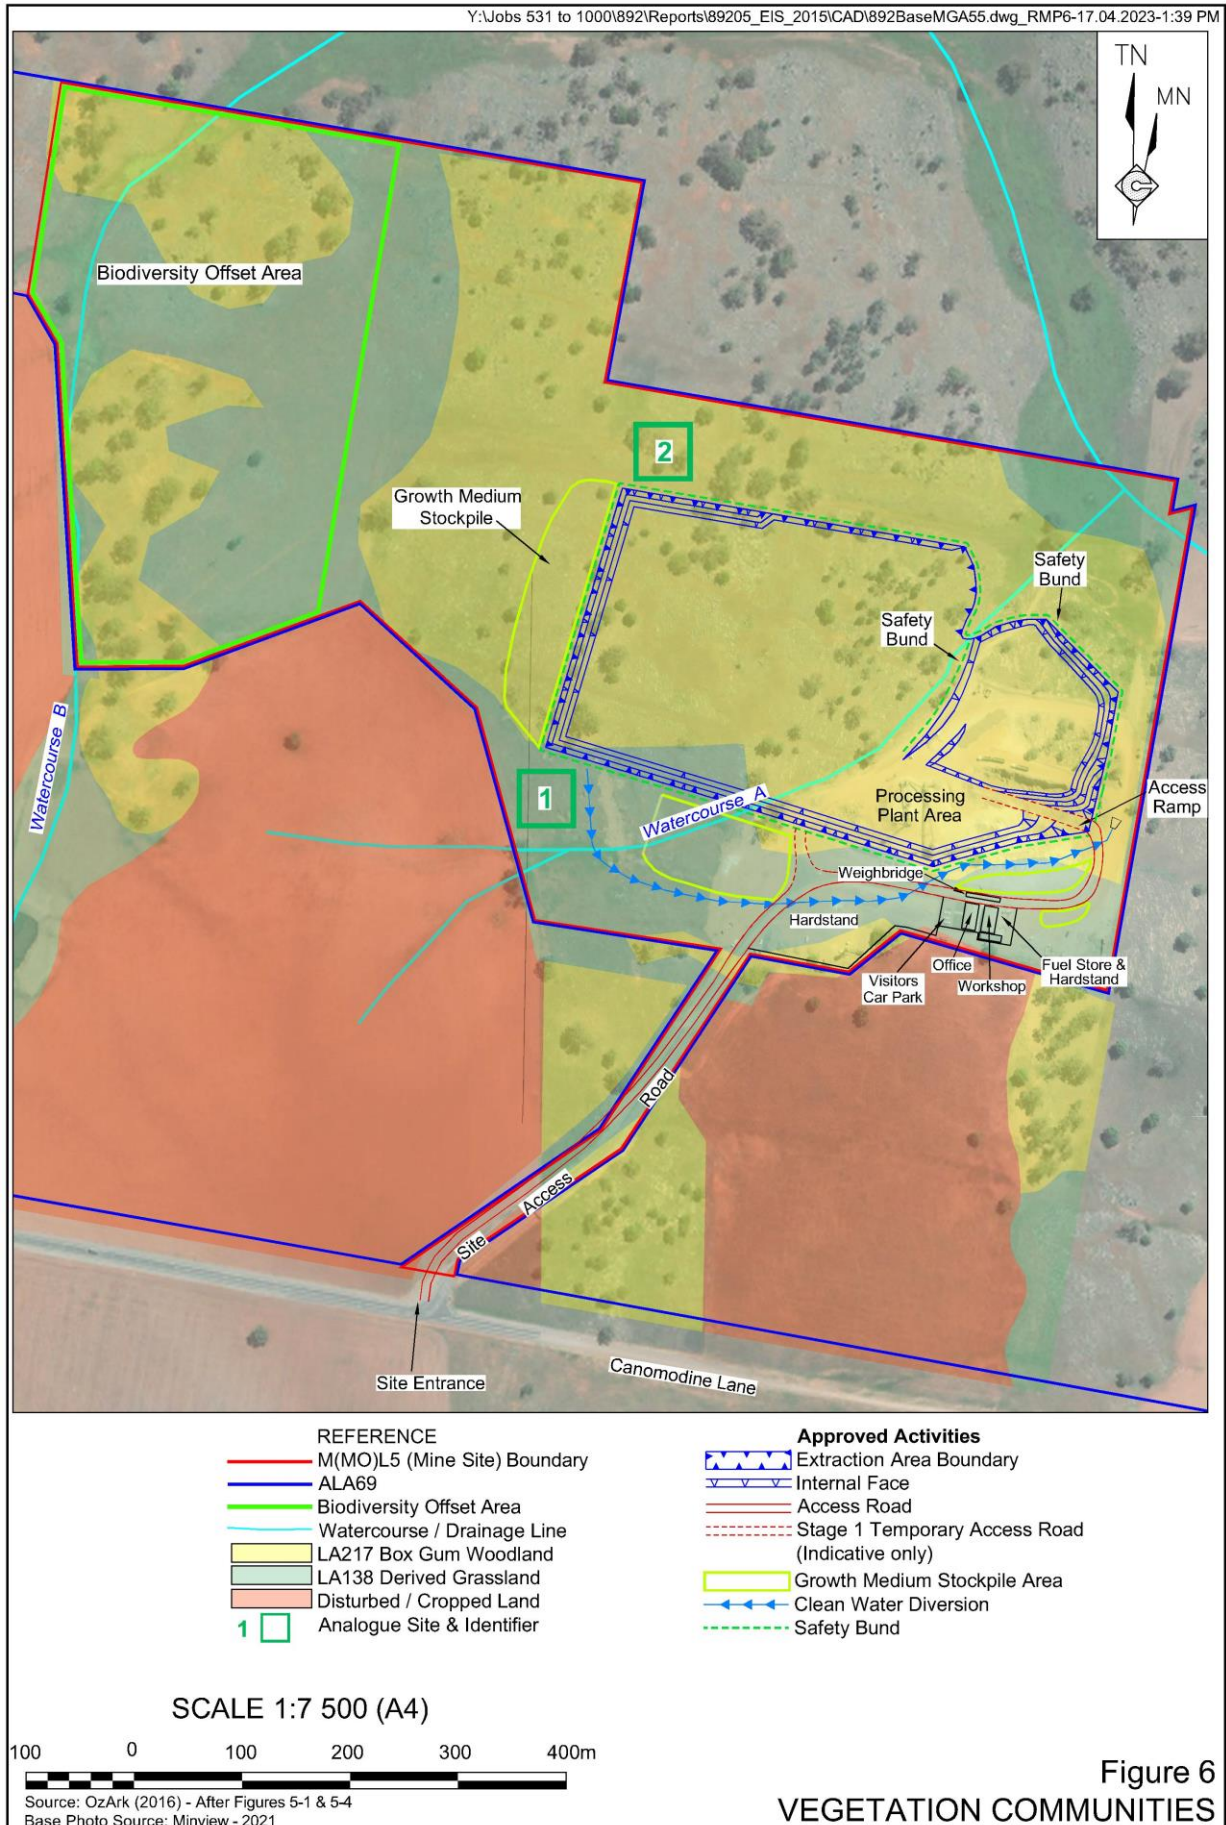 Y:\Jobs 531 to 1000\892\Reports\89205_EIS_2015\CAD\892BaseMGA55.dwg_RMP6-17.04.2023-1:39 PM
TN
MN
Biodiversity Offset Area
2
Growth Medium
Stockpile
Safety
Bund
Safety
Bund
Watercourse B
1
Watercourse A
Processing
Plant Area
Access
Ramp
Weighbridge
Hardstand
Visitors
Car Park
Office
Workshop
Fuel Store &
Hardstand
Site Access Road
Site Entrance
Canomodine Lane
REFERENCE
M(MO)L5 (Mine Site) Boundary
ALA69
Biodiversity Offset Area
Watercourse / Drainage Line
LA217 Box Gum Woodland
LA138 Derived Grassland
Disturbed / Cropped Land
1 Analogue Site & Identifier
Approved Activities
Extraction Area Boundary
Internal Face
Access Road
Stage 1 Temporary Access Road
(Indicative only)
Growth Medium Stockpile Area
Clean Water Diversion
Safety Bund
SCALE 1:7 500 (A4)
100 0 100 200 300 400m
Source: OzArk (2016) - After Figures 5-1 & 5-4
Base Photo Source: Minview - 2021
Figure 6
VEGETATION COMMUNITIES